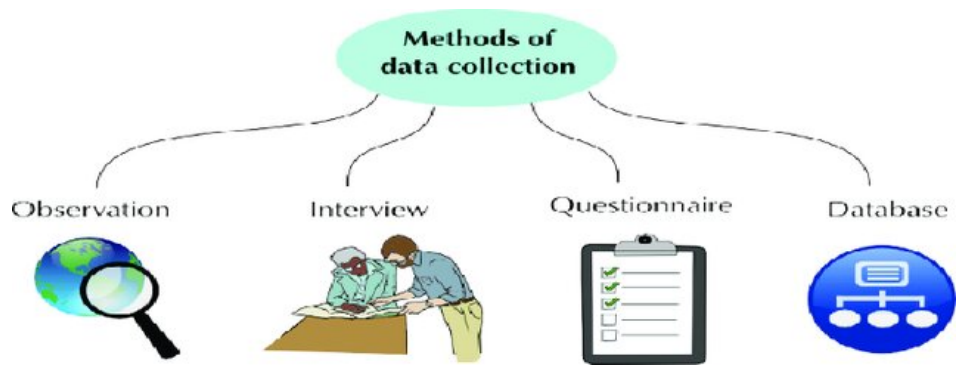 Methods of
data collection
Observation
Interview
Questionnaire
Database